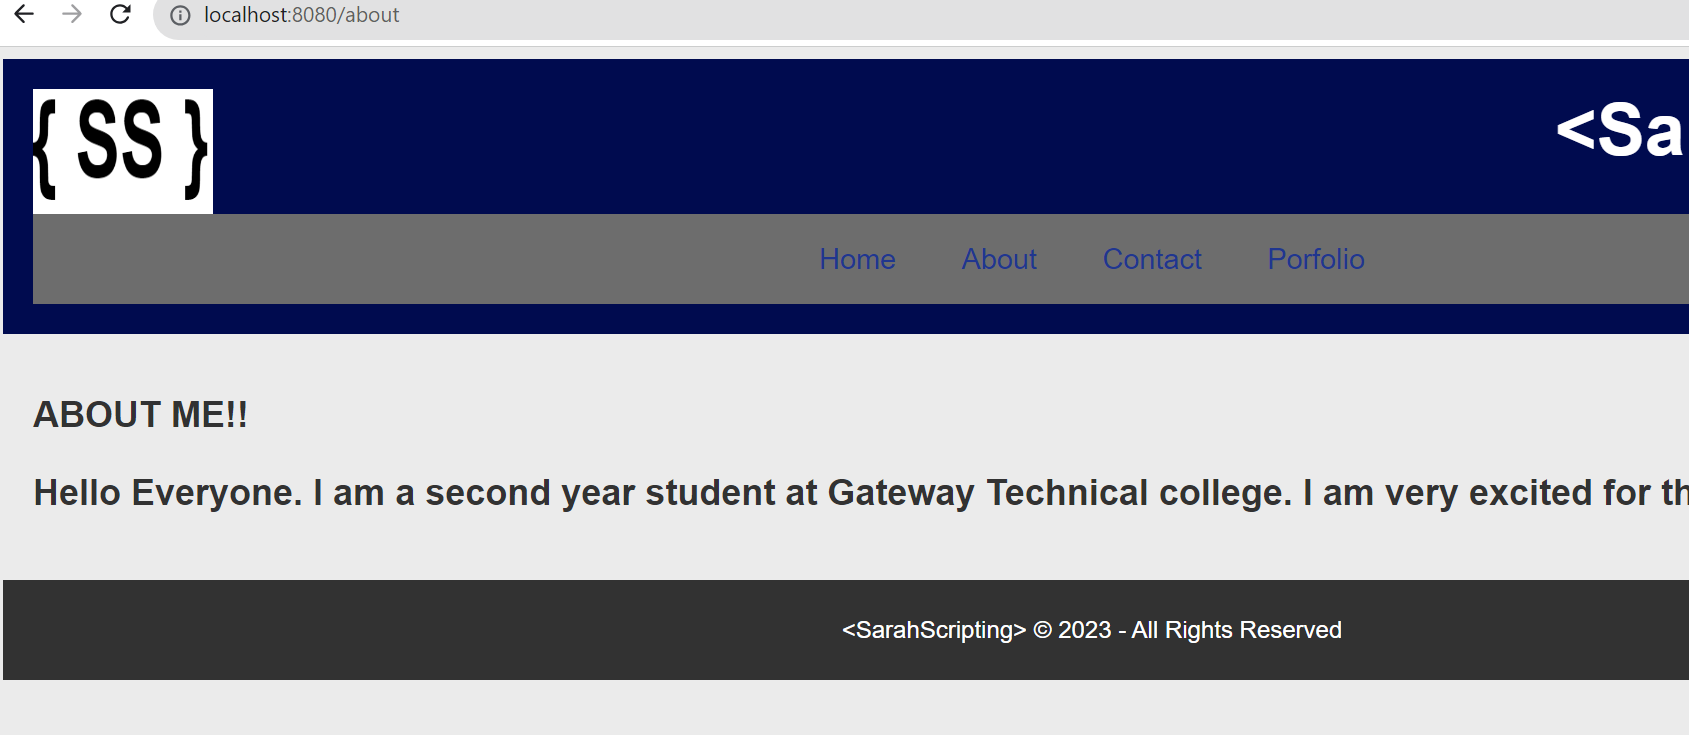 localhost:8080/about
{ SS }
<Sa
Home About Contact Porfolio
ABOUT ME!!
Hello Everyone. I am a second year student at Gateway Technical college. I am very excited for th
<SarahScripting> © 2023 - All Rights Reserved